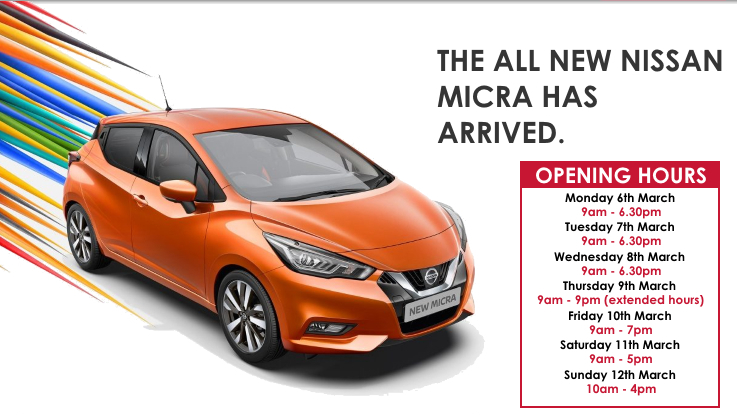 THE ALL NEW NISSAN
MICRA HAS
ARRIVED.
OPENING HOURS
Monday 6th March
9am - 6.30pm
Tuesday 7th March
9am - 6.30pm
Wednesday 8th March
9am - 6.30pm
Thursday 9th March
9am - 9pm (extended hours)
Friday 10th March
9am - 7pm
Saturday 11th March
9am - 5pm
Sunday 12th March
10am - 4pm
NISSAN
NEW MICRA